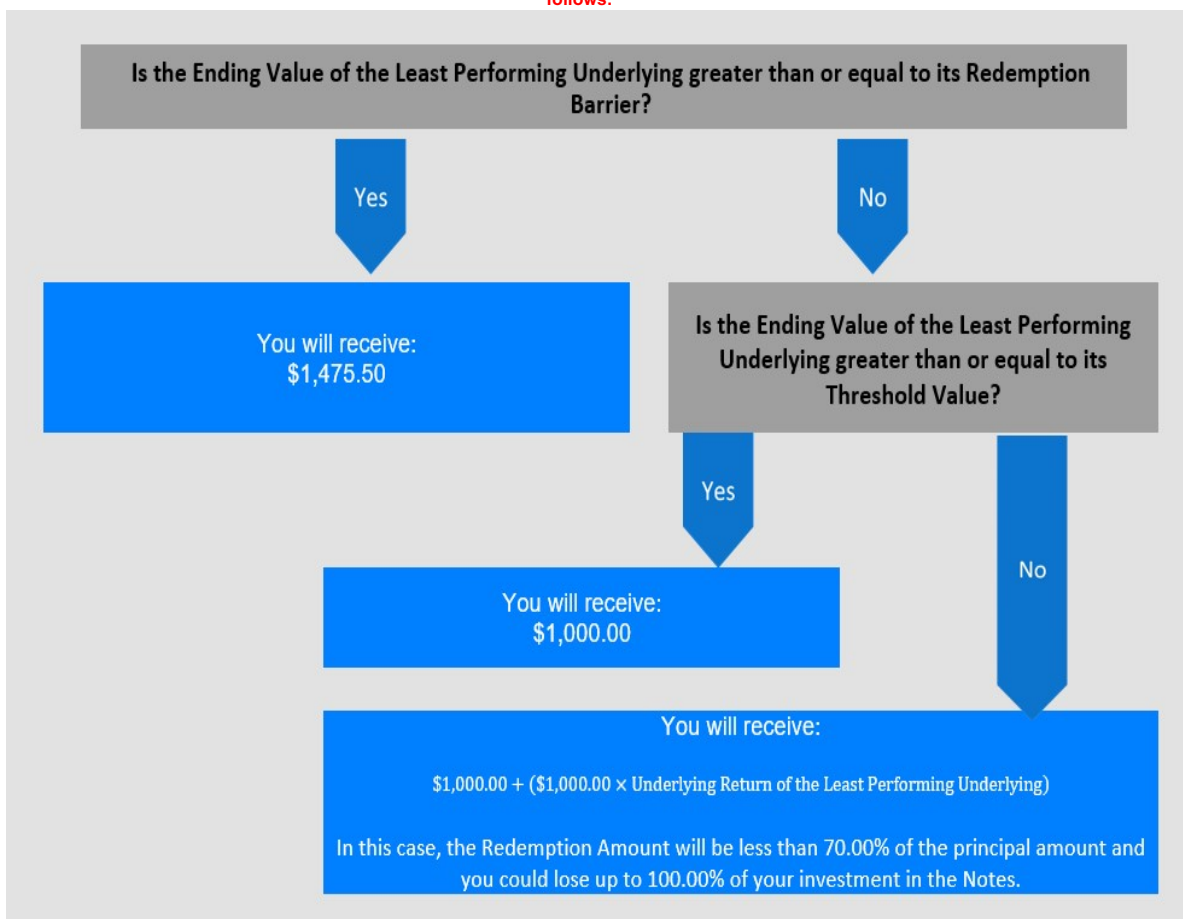 follows:
Is the Ending Value of the Least Performing Underlying greater than or equal to its Redemption
Barrier?
Yes
No
You will receive:
$1,475.50
Is the Ending Value of the Least Performing
Underlying greater than or equal to its
Threshold Value?
Yes
No
You will receive:
$1,000.00
You will receive:
$1,000.00 + ($1,000.00 × Underlying Return of the Least Performing Underlying)
In this case, the Redemption Amount will be less than 70.00% of the principal amount and
you could lose up to 100.00% of your investment in the Notes.